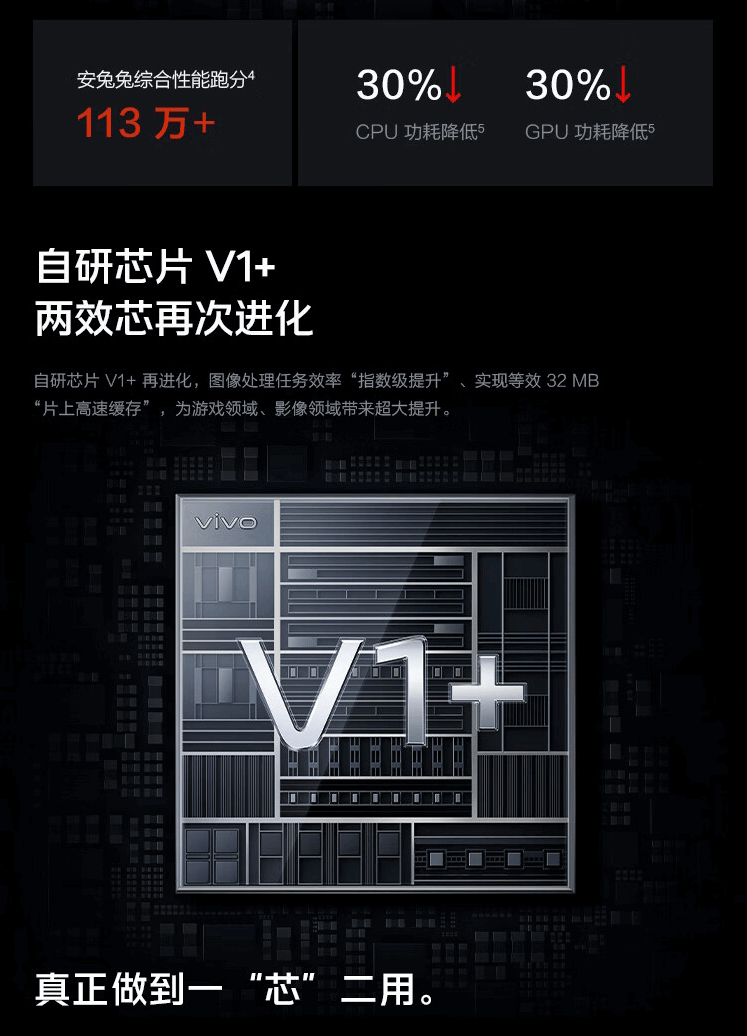 安兔兔综合性能跑分4
113 万+
30%↓ 30%↓
CPU 功耗降低5 GPU 功耗降低5
自研芯片 V1+
两效芯再次进化
自研芯片 V1+ 再进化，图像处理任务效率“指数级提升”、实现等效 32 MB
“片上高速缓存”，为游戏领域、影像领域带来超大提升。
vivo
V1+
真正做到一“芯”二用。